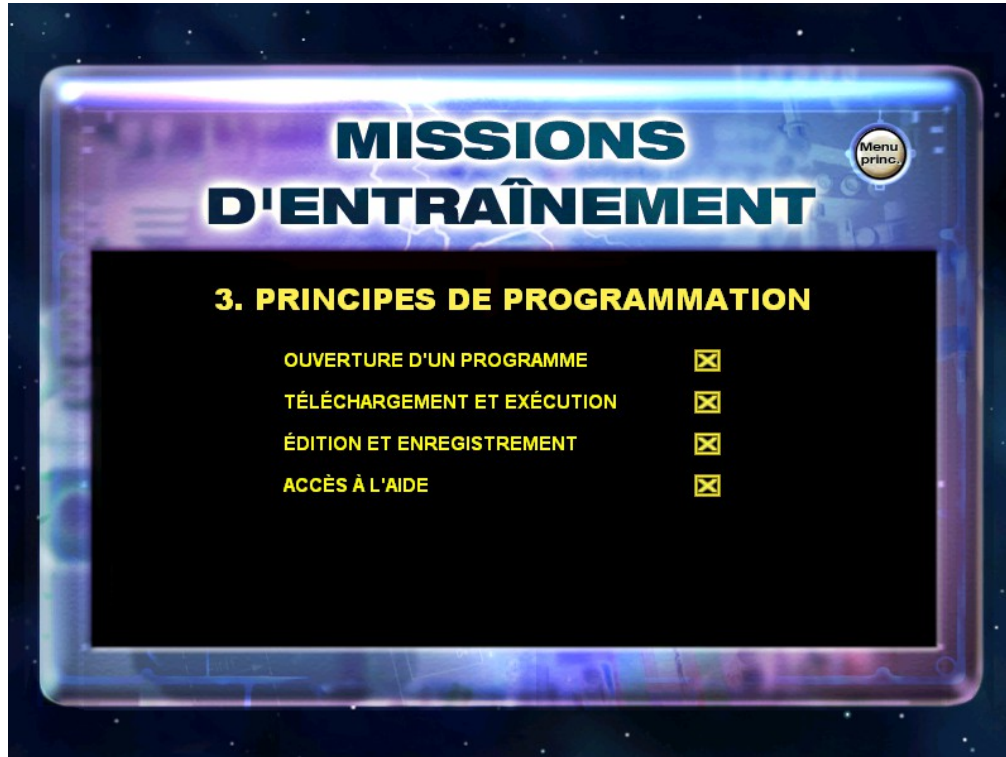 MISSIONS
D'ENTRAÎNEMENT
Menu
princ.
3. PRINCIPES DE PROGRAMMATION
OUVERTURE D'UN PROGRAMME
TÉLÉCHARGEMENT ET EXÉCUTION
ÉDITION ET ENREGISTREMENT
ACCÈS À L'AIDE